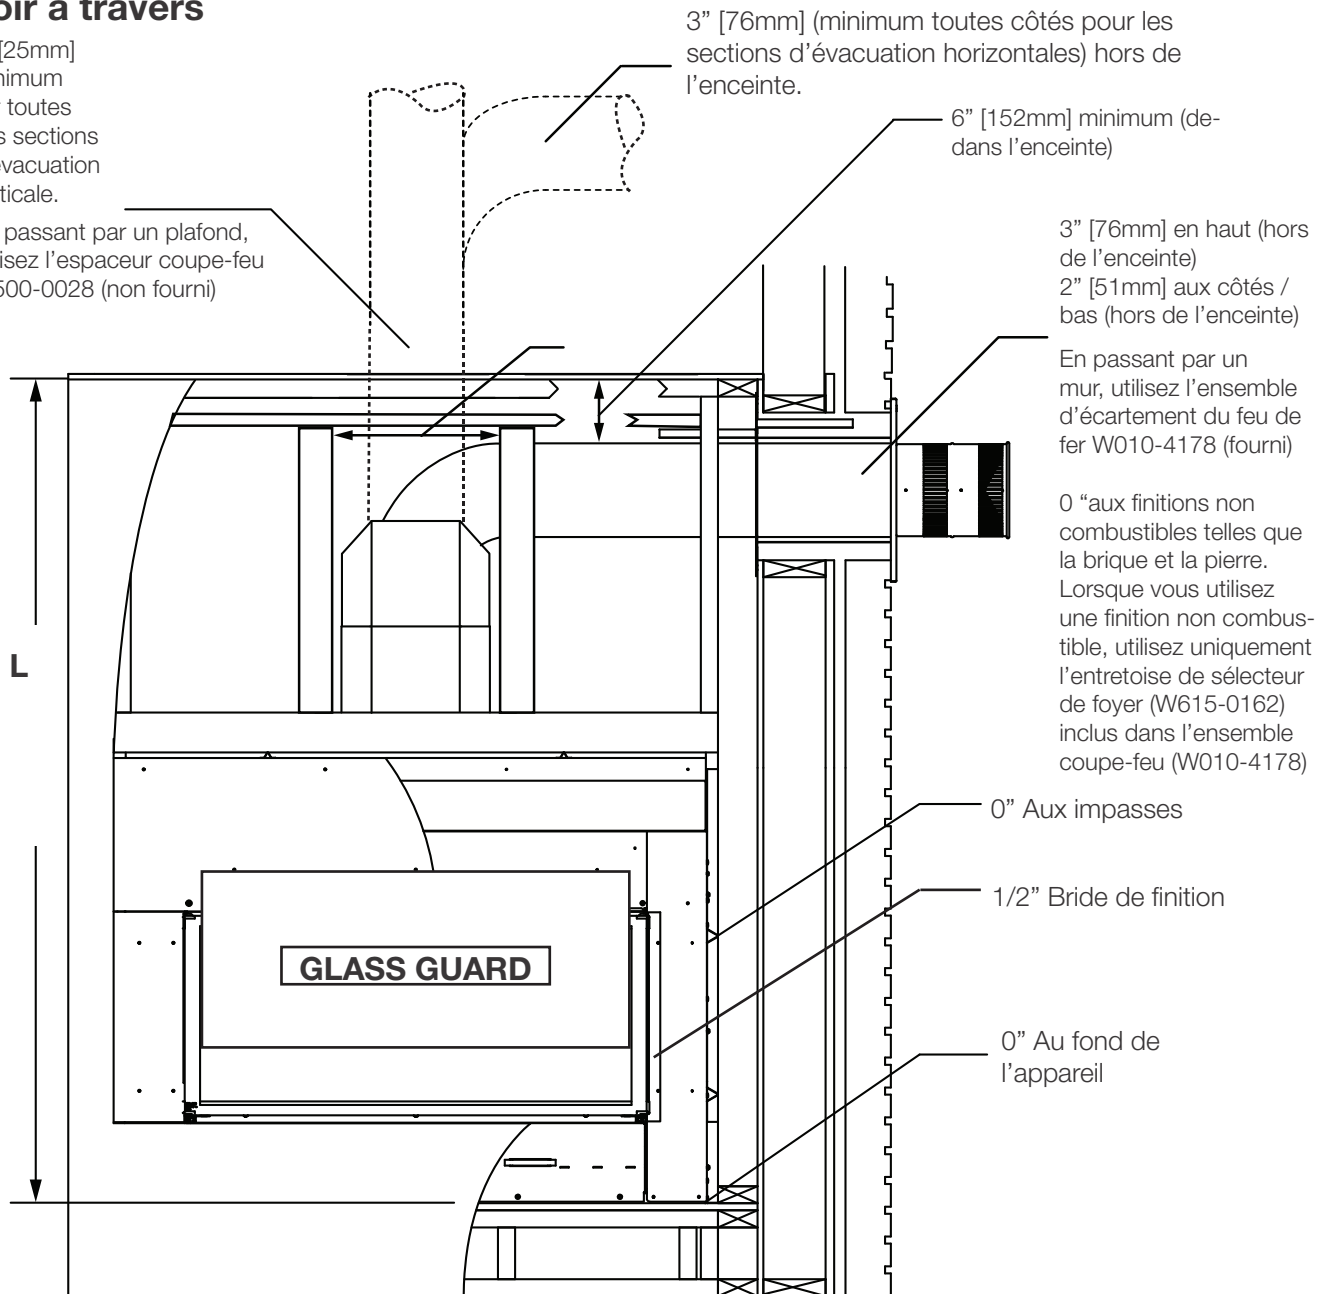 oir à travers
[25mm]
nimum
toutes
s sections
évacuation
ticale.
passant par un plafond,
isez l’espaceur coupe-feu
500-0028 (non fourni)
3” [76mm] (minimum toutes côtés pour les
sections d’évacuation horizontales) hors de
l’enceinte.
6” [152mm] minimum (de-
dans l’enceinte)
3” [76mm] en haut (hors
de l’enceinte)
2” [51mm] aux côtés /
bas (hors de l’enceinte)
En passant par un
mur, utilisez l’ensemble
d’écartement du feu de
fer W010-4178 (fourni)
0 “aux finitions non
combustibles telles que
la brique et la pierre.
Lorsque vous utilisez
une finition non combus-
tible, utilisez uniquement
l’entretoise de sélecteur
de foyer (W615-0162)
inclus dans l’ensemble
coupe-feu (W010-4178)
L
0” Aux impasses
1/2” Bride de finition
GLASS GUARD
0” Au fond de
l’appareil